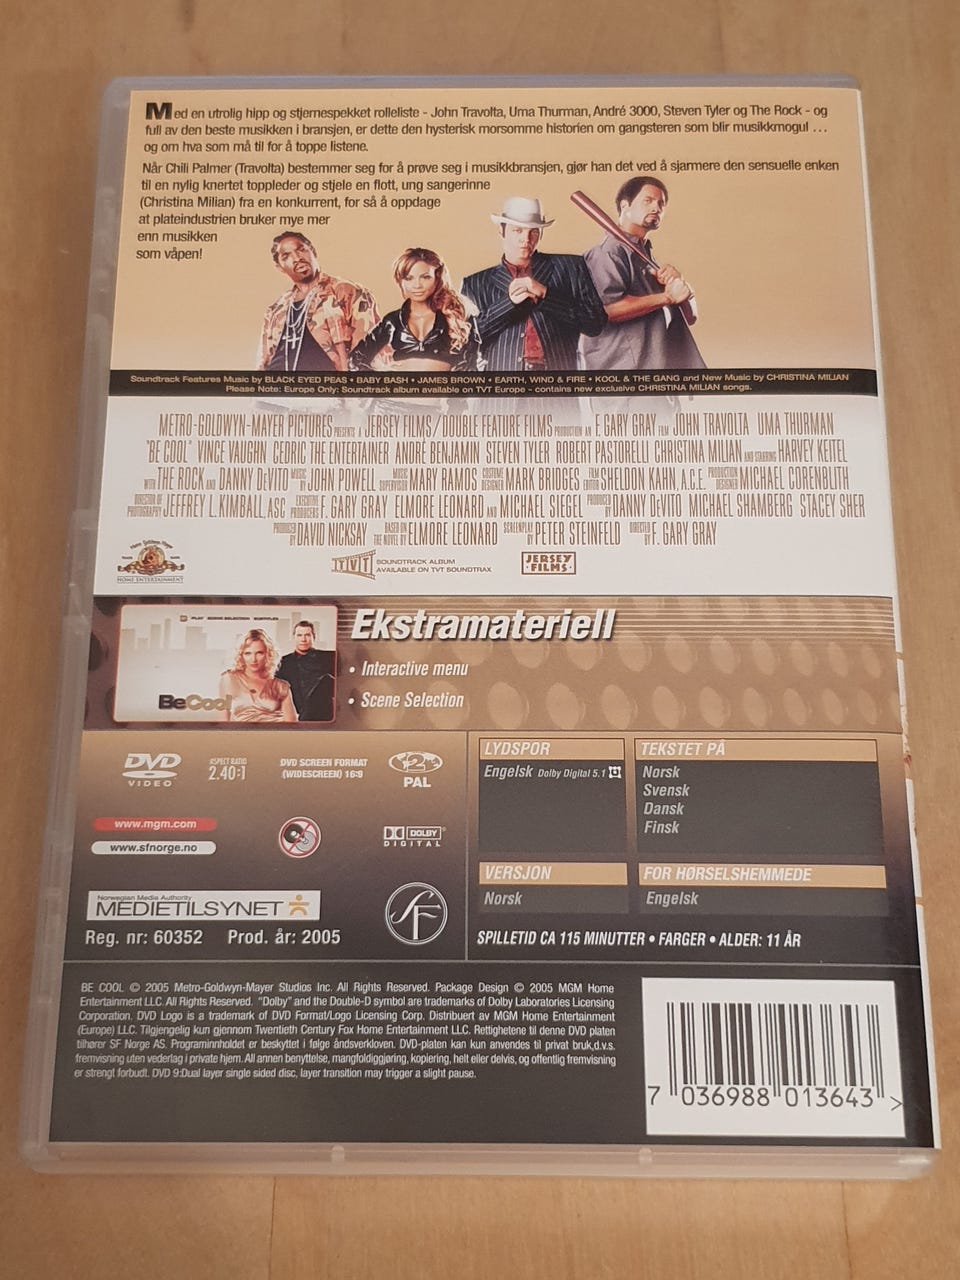 Med en utrolig hipp og stjernespekket rolleliste - John Travolta, Uma Thurman, André 3000, Steven Tyler og The Rock - og
full av den beste musikken i bransjen, er dette den hysterisk morsomme historien om gangsteren som blir musikkmogul ...
og om hva som må til for å toppe listene.
Når Chili Palmer (Travolta) bestemmer seg for å prøve seg i musikkbransjen, gjør han det ved å sjarmere den sensuelle enken
til en nylig knertet toppleder og stjele en flott, ung sangerinne
(Christina Milian) fra en konkurrent, for så å oppdage
at plateindustrien bruker mye mer
enn musikken
som våpen!
Soundtrack Features Music by BLACK EYED PEAS • BABY BASH • JAMES BROWN • EARTH, WIND & FIRE • KOOL & THE GANG and New Music by CHRISTINA MILIAN
Please Note: Europe Only: Soundtrack album available on TVT Europe - contains new exclusive CHRISTINA MILIAN songs.
METRO-GOLDWYN-MAYER PICTURES PRESENTS A JERSEY FILMS/DOUBLE FEATURE FILMS PRODUCTION AN F. GARY GRAY FILM JOHN TRAVOLTA UMA THURMAN
"BE COOL" VINCE VAUGHN CEDRIC THE ENTERTAINER ANDRÉ BENJAMIN STEVEN TYLER ROBERT PASTORELLI CHRISTINA MILIAN AND STARRING HARVEY KEITEL
WITH THE ROCK AND DANNY DeVITO MUSIC BY JOHN POWELL MUSIC SUPERVISOR MARY RAMOS COSTUME DESIGNER MARK BRIDGES FILM EDITOR SHELDON KAHN, A.C.E. PRODUCTION DESIGNER MICHAEL CORENBLITH
DIRECTOR OF PHOTOGRAPHY JEFFREY L. KIMBALL, ASC EXECUTIVE PRODUCERS F. GARY GRAY ELMORE LEONARD AND MICHAEL SIEGEL PRODUCED BY DANNY DeVITO MICHAEL SHAMBERG STACEY SHER
PRODUCED BY DAVID NICKSAY BASED ON THE NOVEL BY ELMORE LEONARD SCREENPLAY BY PETER STEINFELD DIRECTED BY F. GARY GRAY
Metro Goldwyn Mayer
TRADE MARK
HOME ENTERTAINMENT
TVT
SOUNDTRACK ALBUM
AVAILABLE ON TVT SOUNDTRAX
JERSEY
• FILMS •
PLAY SCENE SELECTION SUBTITLES
BeCool
Ekstramateriell
• Interactive menu
• Scene Selection
DVD
VIDEO
ASPECT RATIO
2.40:1
DVD SCREEN FORMAT
(WIDESCREEN) 16:9
2
PAL
www.mgm.com
www.sfnorge.no
DOLBY
DIGITAL
Norwegian Media Authority
MEDIETILSYNET
Reg. nr: 60352 Prod. år: 2005
SF
LYDSPOR
Engelsk Dolby Digital 5.1
TEKSTET PÅ
Norsk
Svensk
Dansk
Finsk
VERSJON
Norsk
FOR HØRSELSHEMMEDE
Engelsk
SPILLETID CA 115 MINUTTER • FARGER • ALDER: 11 ÅR
BE COOL © 2005 Metro-Goldwyn-Mayer Studios Inc. All Rights Reserved. Package Design © 2005 MGM Home
Entertainment LLC. All Rights Reserved. "Dolby" and the Double-D symbol are trademarks of Dolby Laboratories Licensing
Corporation. DVD Logo is a trademark of DVD Format/Logo Licensing Corp. Distribuert av MGM Home Entertainment
(Europe) LLC. Tilgjengelig kun gjennom Twentieth Century Fox Home Entertainment LLC. Rettighetene til denne DVD platen
tilhører SF Norge AS. Programinnholdet er beskyttet i følge åndsverkloven. DVD-platen kan kun anvendes til privat bruk,d.v.s.
fremvisning uten vederlag i private hjem. All annen benyttelse, mangfoldiggjøring, kopiering, helt eller delvis, og offentlig fremvisning
er strengt forbudt. DVD 9:Dual layer single sided disc, layer transition may trigger a slight pause.
7 036988 013643 >